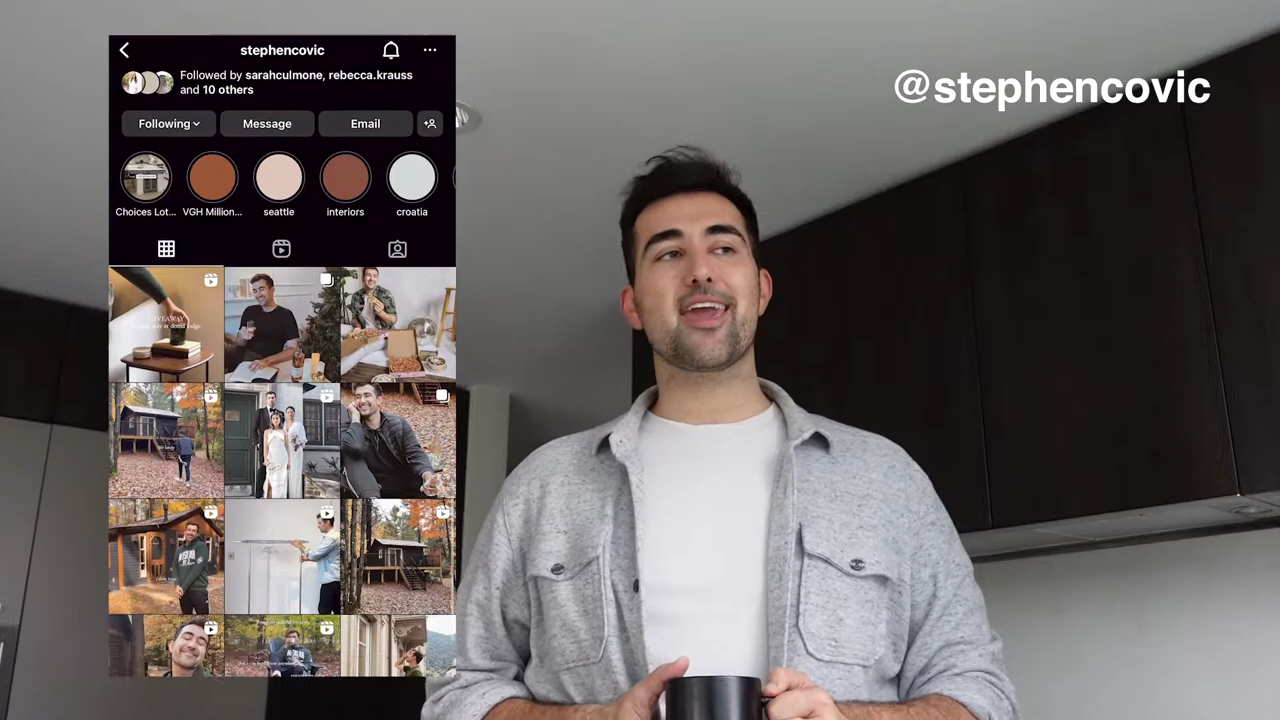 stephencovic
Followed by sarahculmone, rebecca.krauss
and 10 others
Following
Message
Email
Choices Lot...
VGH Million...
seattle
interiors
croatia
@stephencovic